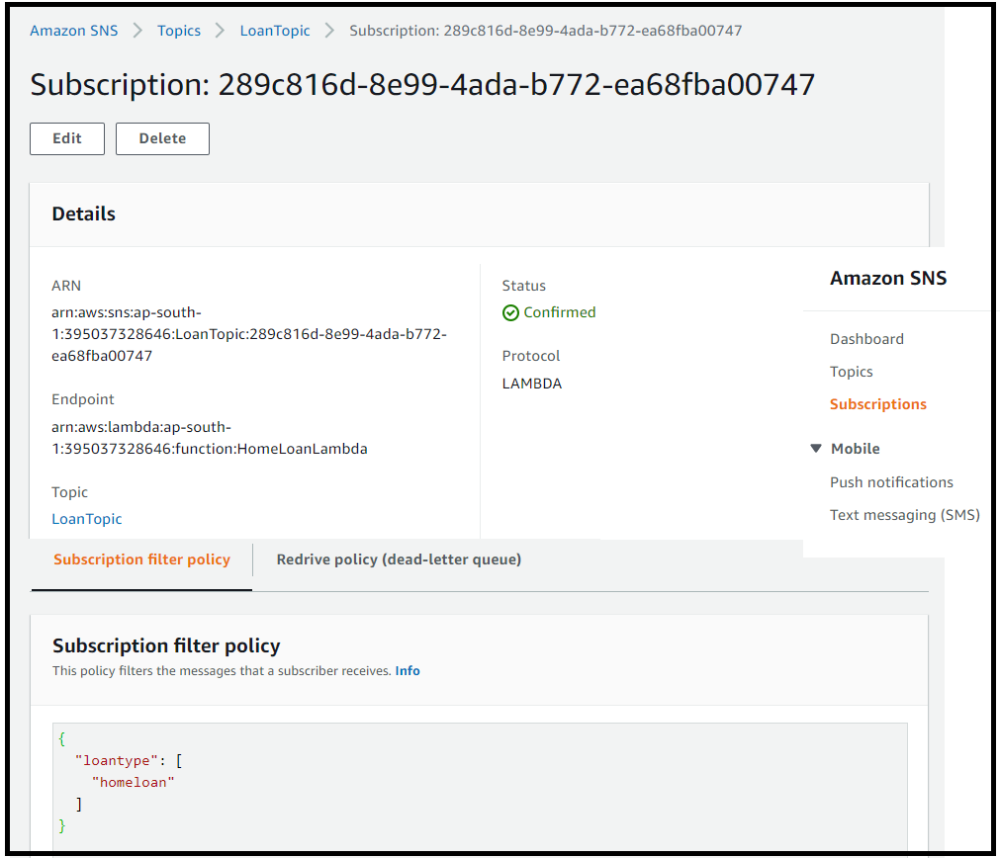 Amazon SNS > Topics > LoanTopic > Subscription: 289c816d-8e99-4ada-b772-ea68fba00747
Subscription: 289c816d-8e99-4ada-b772-ea68fba00747
Edit Delete
Details
ARN
arn:aws:sns:ap-south-
1:395037328646:LoanTopic:289c816d-8e99-4ada-b772-
ea68fba00747
Endpoint
arn:aws:lambda:ap-south-
1:395037328646:function:HomeLoanLambda
Topic
LoanTopic
Status
Confirmed
Protocol
LAMBDA
Amazon SNS
Dashboard
Topics
Subscriptions
Mobile
Push notifications
Text messaging (SMS)
Subscription filter policy Redrive policy (dead-letter queue)
Subscription filter policy
This policy filters the messages that a subscriber receives. Info
{
"loantype": [
"homeloan"
]
}